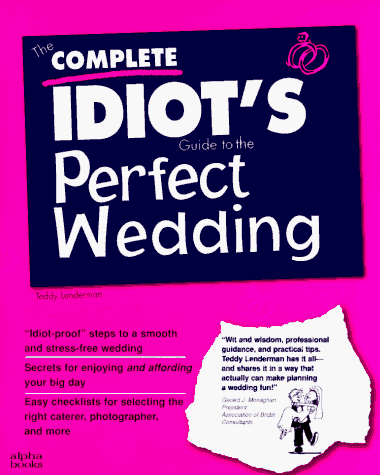 The
COMPLETE
IDIOT'S
Guide to the
Perfect
Wedding
Teddy Lenderman
"Idiot-proof" steps to a smooth
and stress-free wedding
Secrets for enjoying and affording
your big day
Easy checklists for selecting the
right caterer, photographer,
and more
alpha
books
"Wit and wisdom, professional
guidance, and practical tips.
Teddy Lenderman has it all—
and shares it in a way that
actually can make planning
a wedding fun!"
Gerard J. Monaghan
President
Association of Bridal
Consultants